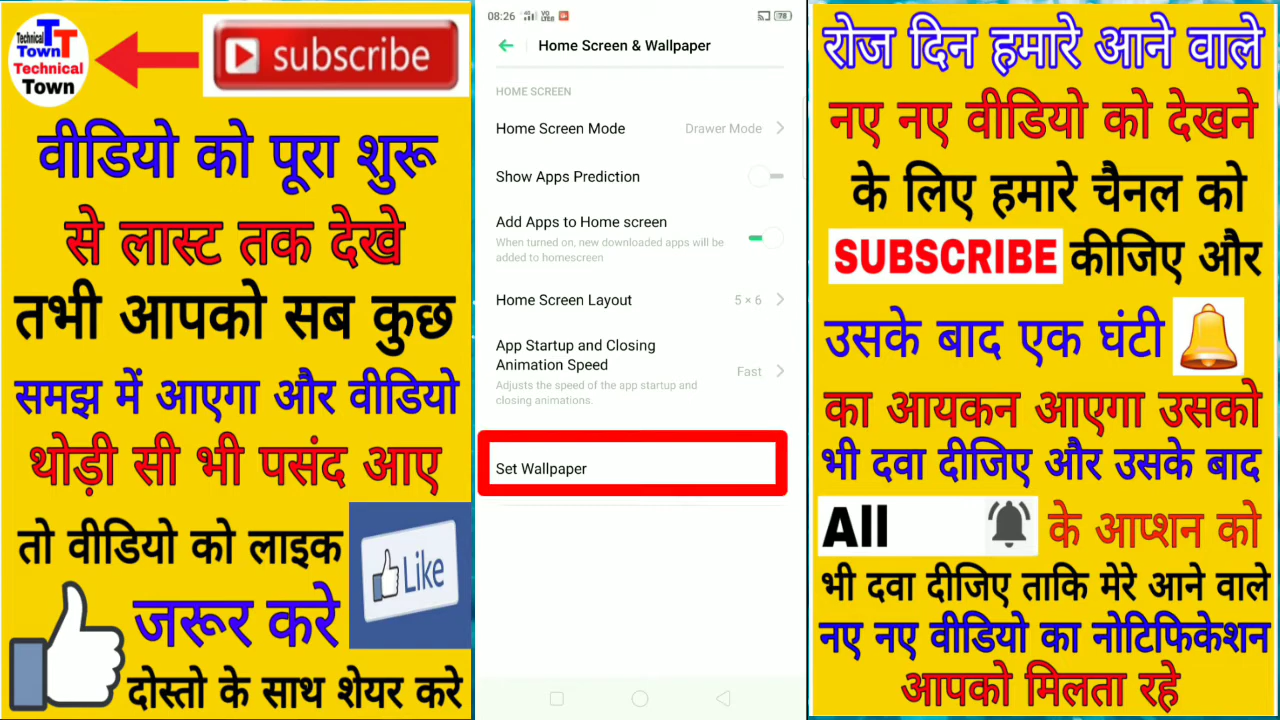 Technical
TT
Town
Technical
Town
subscribe
वीडियो को पूरा शुरू
से लास्ट तक देखे
तभी आपको सब कुछ
समझ में आएगा और वीडियो
थोड़ी सी भी पसंद आए
तो वीडियो को लाइक
Like
जरूर करे
दोस्तो के साथ शेयर करे
08:26 4G VO LTE 78
Home Screen & Wallpaper
HOME SCREEN
Home Screen Mode Drawer Mode
Show Apps Prediction
Add Apps to Home screen
When turned on, new downloaded apps will be
added to homescreen
Home Screen Layout 5 × 6
App Startup and Closing
Animation Speed Fast
Adjusts the speed of the app startup and
closing animations.
Set Wallpaper
रोज दिन हमारे आने वाले
नए नए वीडियो को देखने
के लिए हमारे चैनल को
SUBSCRIBE कीजिए और
उसके बाद एक घंटी
का आयकन आएगा उसको
भी दवा दीजिए और उसके बाद
All के आप्शन को
भी दवा दीजिए ताकि मेरे आने वाले
नए नए वीडियो का नोटिफिकेशन
आपको मिलता रहे